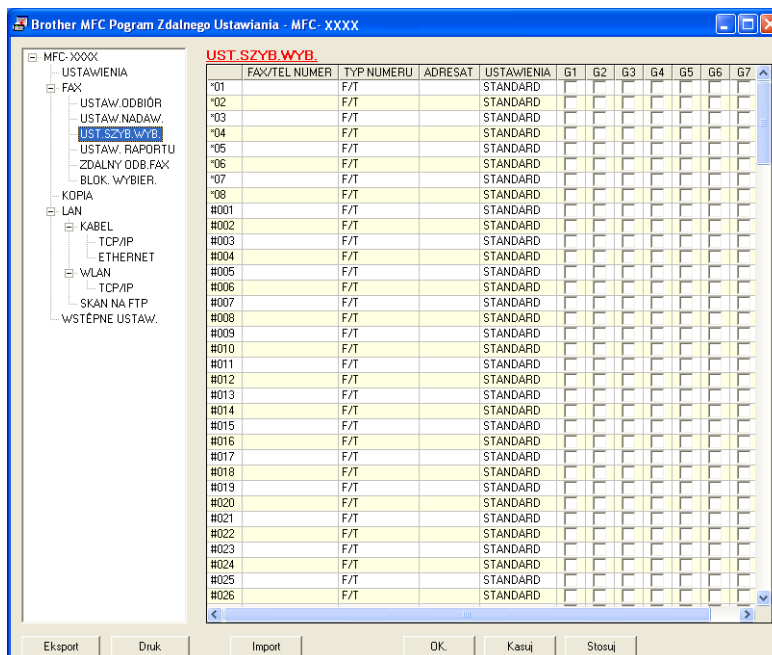 Brother MFC Pogram Zdalnego Ustawiania - MFC- XXXX
MFC-XXXX
USTAWIENIA
FAX
USTAW.ODBIÓR
USTAW.NADAW.
UST.SZYB.WYB.
USTAW. RAPORTU
ZDALNY ODB.FAX
BLOK. WYBIER.
KOPIA
LAN
KABEL
TCP/IP
ETHERNET
WLAN
TCP/IP
SKAN NA FTP
WSTĘPNE USTAW.
UST.SZYB.WYB.
FAX/TEL NUMER TYP NUMERU ADRESAT USTAWIENIA G1 G2 G3 G4 G5 G6 G7
*01 F/T STANDARD
*02 F/T STANDARD
*03 F/T STANDARD
*04 F/T STANDARD
*05 F/T STANDARD
*06 F/T STANDARD
*07 F/T STANDARD
*08 F/T STANDARD
#001 F/T STANDARD
#002 F/T STANDARD
#003 F/T STANDARD
#004 F/T STANDARD
#005 F/T STANDARD
#006 F/T STANDARD
#007 F/T STANDARD
#008 F/T STANDARD
#009 F/T STANDARD
#010 F/T STANDARD
#011 F/T STANDARD
#012 F/T STANDARD
#013 F/T STANDARD
#014 F/T STANDARD
#015 F/T STANDARD
#016 F/T STANDARD
#017 F/T STANDARD
#018 F/T STANDARD
#019 F/T STANDARD
#020 F/T STANDARD
#021 F/T STANDARD
#022 F/T STANDARD
#023 F/T STANDARD
#024 F/T STANDARD
#025 F/T STANDARD
#026 F/T STANDARD
Eksport Druk Import OK. Kasuj Stosuj